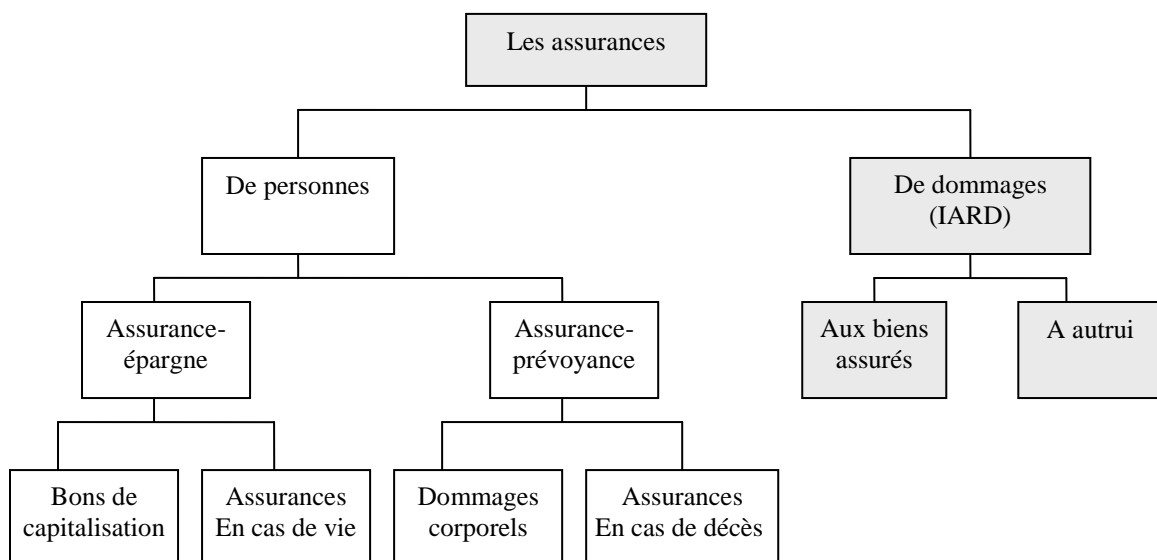 Les assurances
De personnes
De dommages
(IARD)
Assurance-
épargne
Assurance-
prévoyance
Aux biens
assurés
A autrui
Bons de
capitalisation
Assurances
En cas de vie
Dommages
corporels
Assurances
En cas de décès